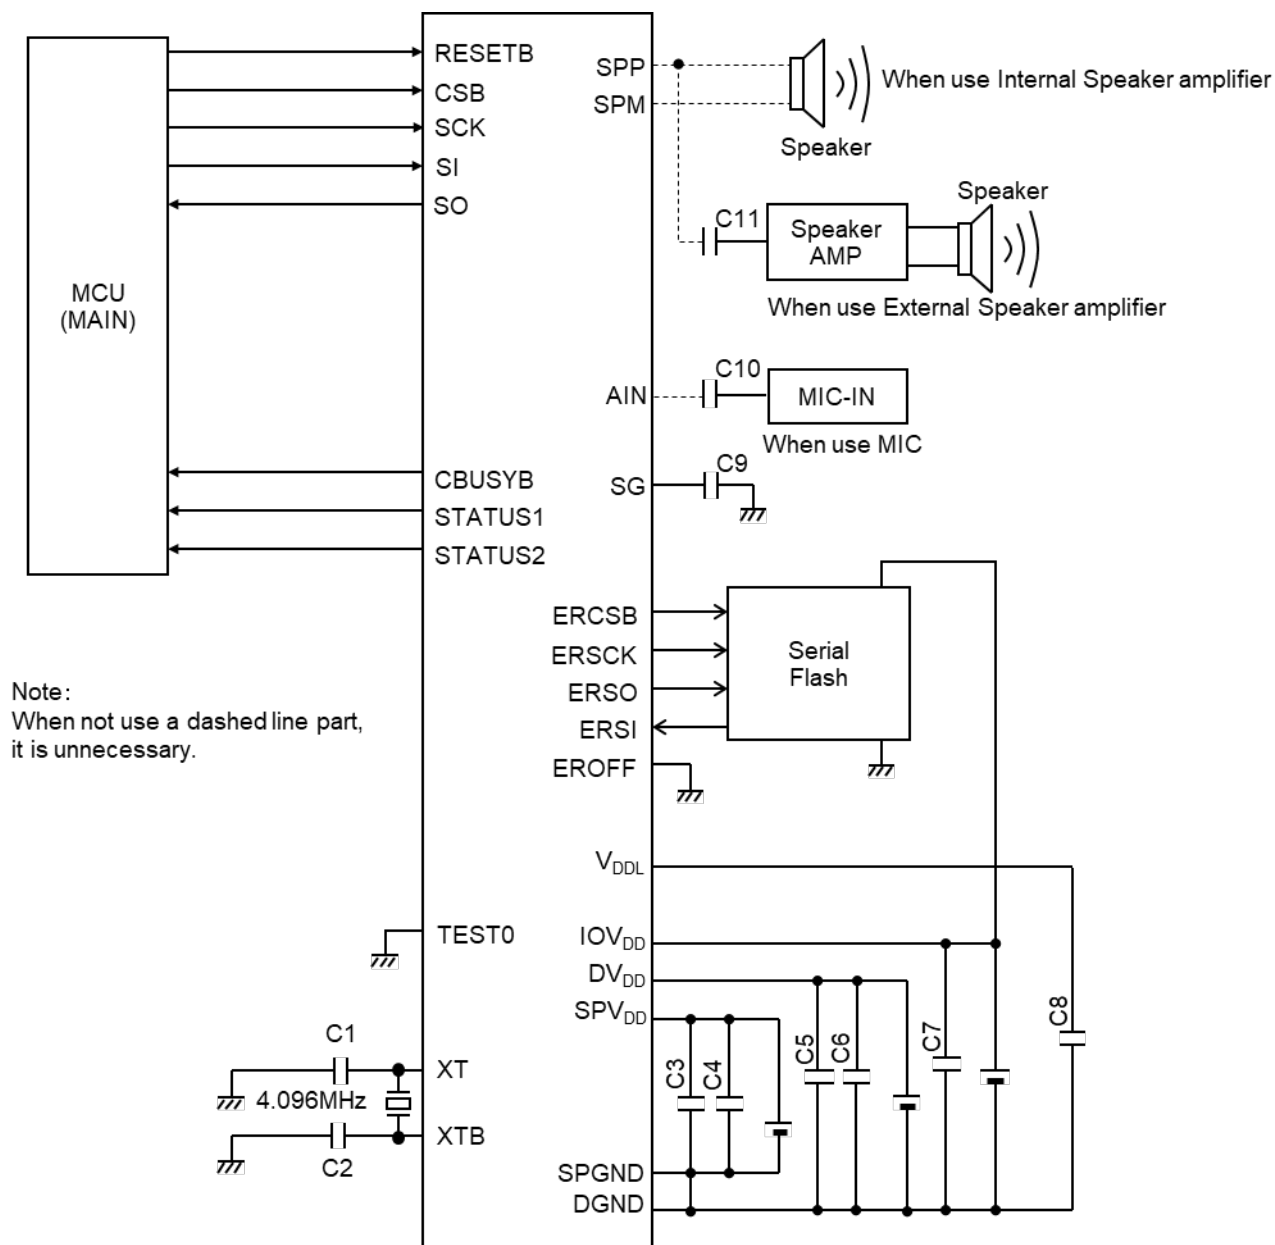 MCU
(MAIN)
RESETB
CSB
SCK
SI
SO
CBUSYB
STATUS1
STATUS2
TEST0
XT
XTB
C1
4.096MHz
C2
Note:
When not use a dashed line part,
it is unnecessary.
SPP
SPM
Speaker
When use Internal Speaker amplifier
C11
Speaker
AMP
Speaker
When use External Speaker amplifier
AIN
C10
MIC-IN
When use MIC
SG
C9
ERCSB
ERSCK
ERSO
ERSI
EROFF
Serial
Flash
VDDL
IOVDD
DVDD
SPVDD
C3
C4
C5
C6
C7
C8
SPGND
DGND